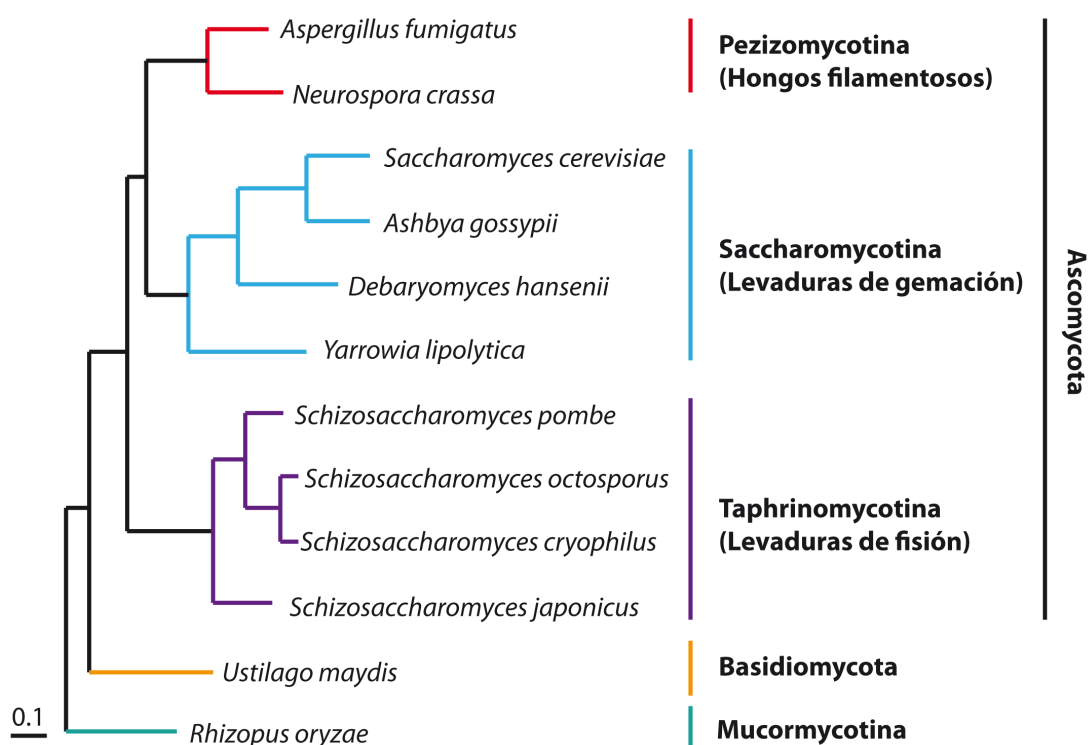 Aspergillus fumigatus
Neurospora crassa
Pezizomycotina
(Hongos filamentosos)
Saccharomyces cerevisiae
Ashbya gossypii
Debaryomyces hansenii
Yarrowia lipolytica
Saccharomycotina
(Levaduras de gemación)
Schizosaccharomyces pombe
Schizosaccharomyces octosporus
Schizosaccharomyces cryophilus
Schizosaccharomyces japonicus
Taphrinomycotina
(Levaduras de fisión)
Ascomycota
Ustilago maydis
Basidiomycota
Rhizopus oryzae
Mucormycotina
0.1